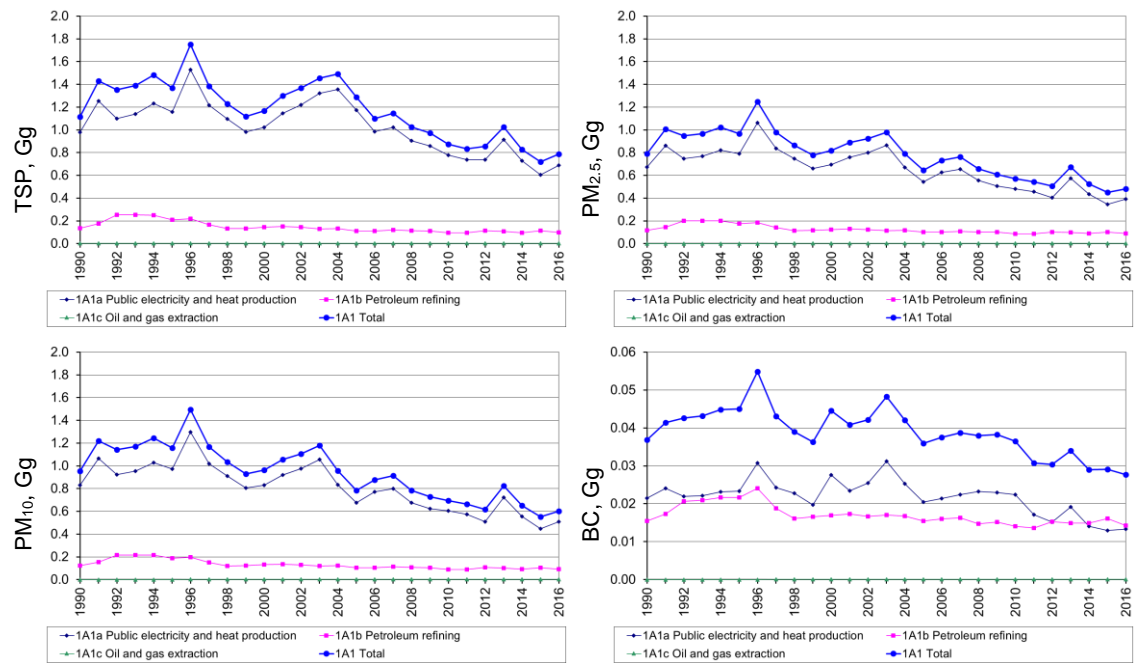 TSP, Gg
2.0
1.8
1.6
1.4
1.2
1.0
0.8
0.6
0.4
0.2
0.0
1990 1992 1994 1996 1998 2000 2002 2004 2006 2008 2010 2012 2014 2016
1A1a Public electricity and heat production 1A1b Petroleum refining
1A1c Oil and gas extraction 1A1 Total
PM2.5, Gg
2.0
1.8
1.6
1.4
1.2
1.0
0.8
0.6
0.4
0.2
0.0
1990 1992 1994 1996 1998 2000 2002 2004 2006 2008 2010 2012 2014 2016
1A1a Public electricity and heat production 1A1b Petroleum refining
1A1c Oil and gas extraction 1A1 Total
PM10, Gg
2.0
1.8
1.6
1.4
1.2
1.0
0.8
0.6
0.4
0.2
0.0
1990 1992 1994 1996 1998 2000 2002 2004 2006 2008 2010 2012 2014 2016
1A1a Public electricity and heat production 1A1b Petroleum refining
1A1c Oil and gas extraction 1A1 Total
BC, Gg
0.06
0.05
0.04
0.03
0.02
0.01
0.00
1990 1992 1994 1996 1998 2000 2002 2004 2006 2008 2010 2012 2014 2016
1A1a Public electricity and heat production 1A1b Petroleum refining
1A1c Oil and gas extraction 1A1 Total